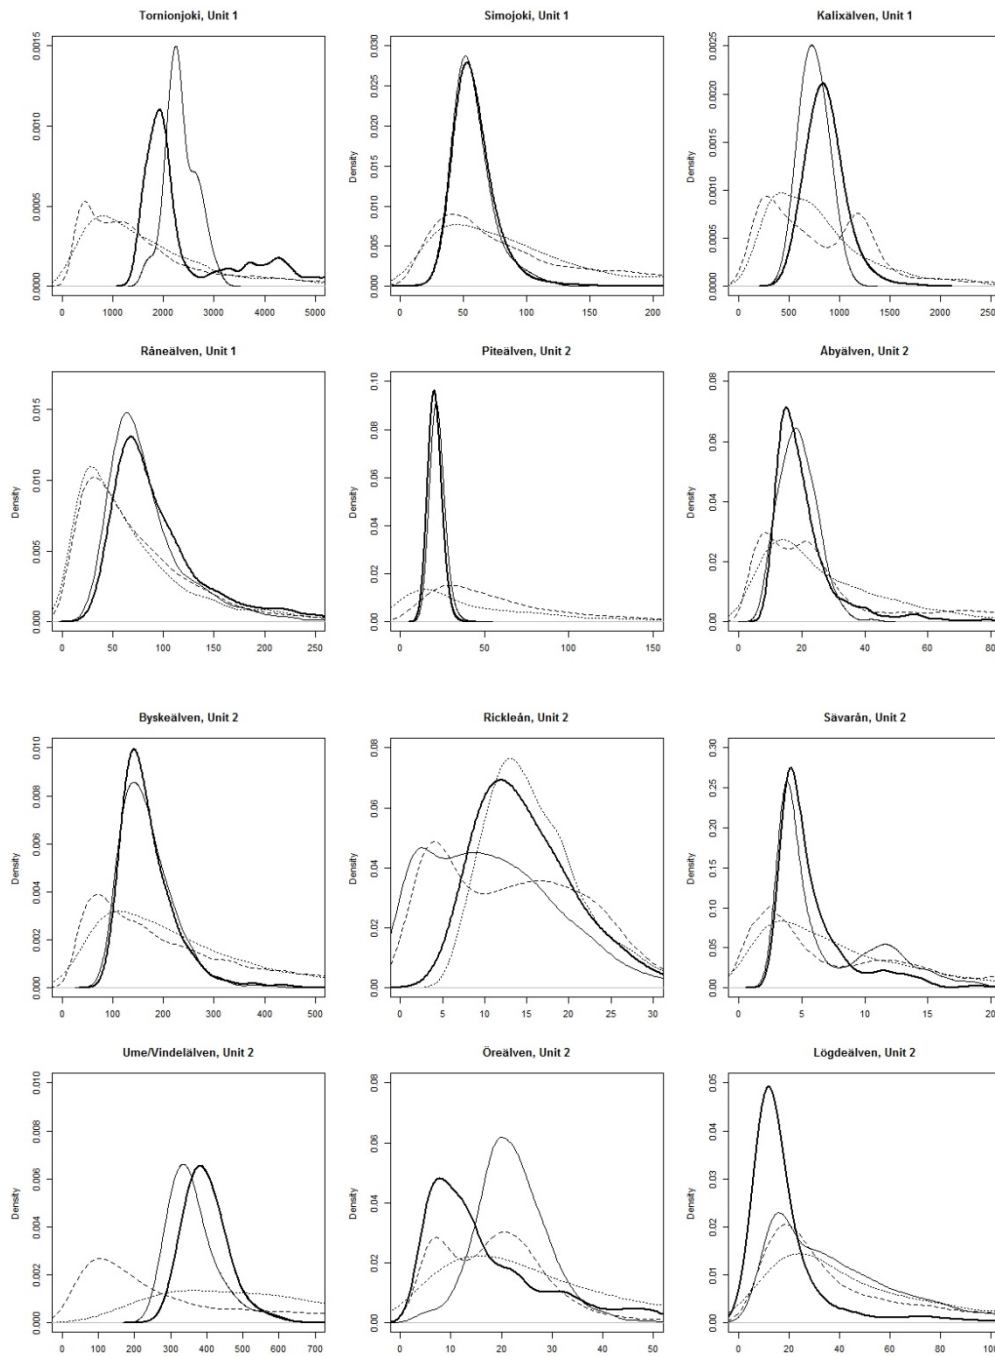 Tornionjoki, Unit 1
Simojoki, Unit 1
Kalixälven, Unit 1
0.0000 0.0005 0.0010 0.0015
0 1000 2000 3000 4000 5000
Density
0.000 0.005 0.010 0.015 0.020 0.025 0.030
0 50 100 150 200
Density
0.0000 0.0005 0.0010 0.0015 0.0020 0.0025
0 500 1000 1500 2000 250
Råneälven, Unit 1
Piteälven, Unit 2
Åbyälven, Unit 2
0.000 0.005 0.010 0.015
0 50 100 150 200 250
Density
0.00 0.02 0.04 0.06 0.08 0.10
0 50 100 150
Density
0.00 0.02 0.04 0.06 0.08
0 20 40 60 80
Byskeälven, Unit 2
Rickleån, Unit 2
Sävarån, Unit 2
0.000 0.002 0.004 0.006 0.008 0.010
0 100 200 300 400 500
Density
0.00 0.02 0.04 0.06 0.08
0 5 10 15 20 25 30
Density
0.00 0.05 0.10 0.15 0.20 0.25 0.30
0 5 10 15 20
Ume/Vindelälven, Unit 2
Öreälven, Unit 2
Lögdeälven, Unit 2
0.000 0.002 0.004 0.006 0.008 0.010
0 100 200 300 400 500 600 700
Density
0.00 0.02 0.04 0.06 0.08
0 10 20 30 40 50
Density
0.00 0.01 0.02 0.03 0.04 0.05
0 20 40 60 80 100